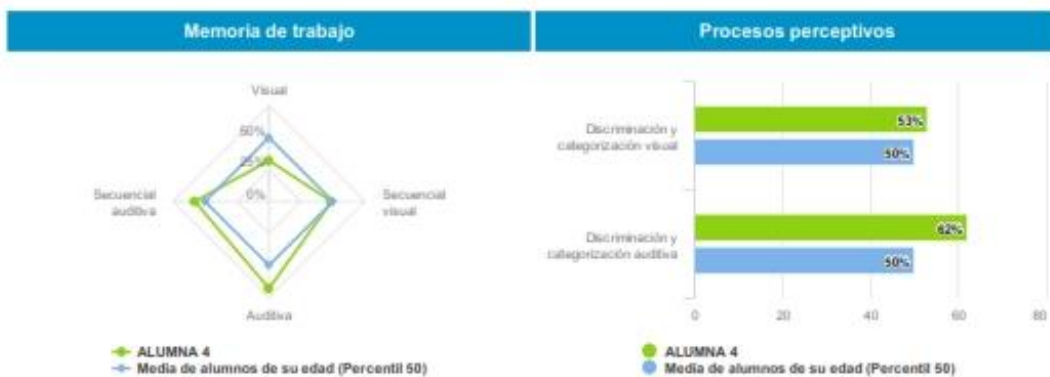 Memoria de trabajo
Visual
50%
25%
0%
Secuencial
auditiva
Secuencial
visual
Auditiva
ALUMNA 4
Media de alumnos de su edad (Percentil 50)
Procesos perceptivos
Discriminación y
categorización visual
53%
50%
Discriminación y
categorización auditiva
62%
50%
0
20
40
60
80
ALUMNA 4
Media de alumnos de su edad (Percentil 50)